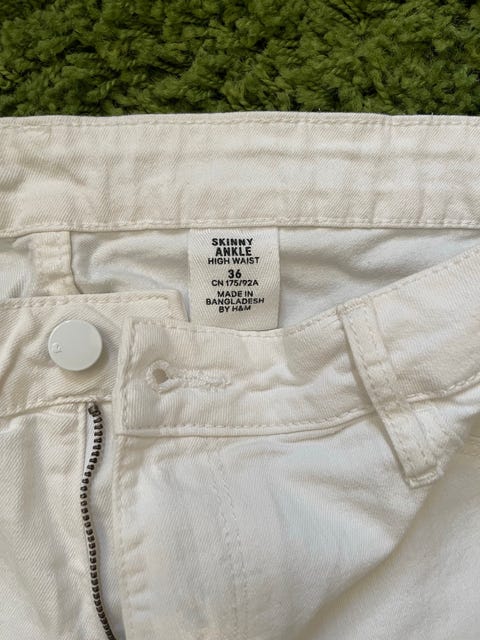 SKINNY
ANKLE
HIGH WAIST
36
CN 175/92A
MADE IN
BANGLADESH
BY H&M